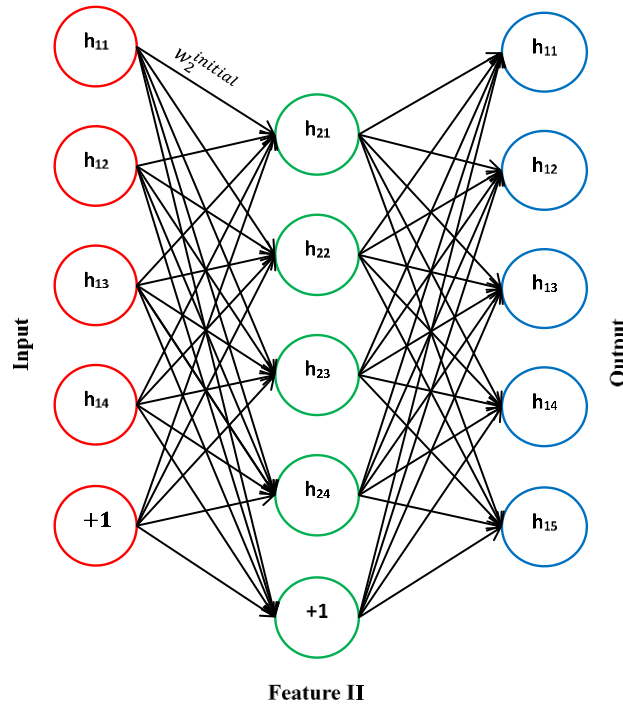 Input
h₁₁
h₁₂
h₁₃
h₁₄
+1
w₂ⁱⁿⁱᵗⁱᵃˡ
h₂₁
h₂₂
h₂₃
h₂₄
+1
Feature II
h₁₁
h₁₂
h₁₃
h₁₄
h₁₅
Output